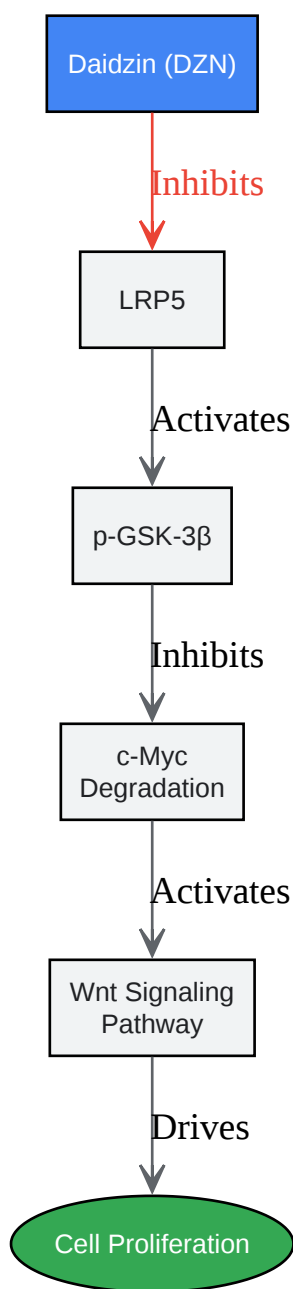 Daidzin (DZN)
Inhibits
LRP5
Activates
p-GSK-3β
Inhibits
c-Myc
Degradation
Activates
Wnt Signaling
Pathway
Drives
Cell Proliferation